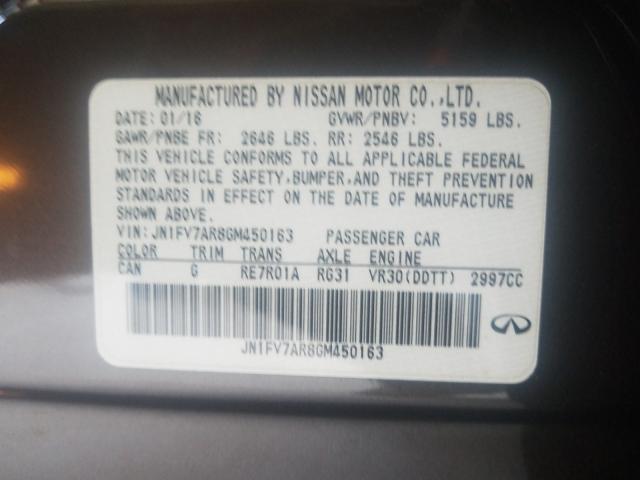 MANUFACTURED BY NISSAN MOTOR CO.,LTD.
DATE: 01/16 GVWR/PNBV: 5159 LBS.
GAWR/PNBE FR: 2646 LBS. RR: 2546 LBS.
THIS VEHICLE CONFORMS TO ALL APPLICABLE FEDERAL
MOTOR VEHICLE SAFETY,BUMPER,AND THEFT PREVENTION
STANDARDS IN EFFECT ON THE DATE OF MANUFACTURE
SHOWN ABOVE.
VIN:JN1FV7AR8GM450163 PASSENGER CAR
COLOR TRIM TRANS AXLE ENGINE
CAN G RE7R01A RG31 VR30(DDTT) 2997CC
JN1FV7AR8GM450163
INFINITI